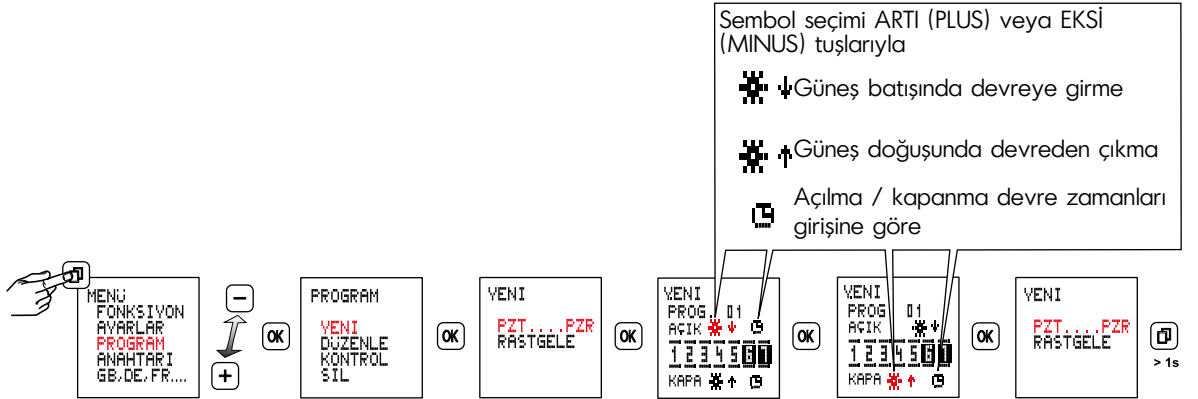 Sembol seçimi ARTI (PLUS) veya EKSİ
(MINUS) tuşlarıyla
Güneş batışında devreye girme
Güneş doğuşunda devreden çıkma
Açılma / kapanma devre zamanları
girişine göre
MENÜ
FONKSIYON
AYARLAR
PROGRAM
ANAHTARI
GB,DE,FR....
−
+
OK
PROGRAM
YENI
DÜZENLE
KONTROL
SIL
OK
YENI
PZT....PZR
RASTGELE
OK
YENI
PROG. 01
AÇIK
1 2 3 4 5 6 7
KAPA
OK
YENI
PROG 01
AÇIK
1 2 3 4 5 6 7
KAPA
OK
YENI
PZT....PZR
RASTGELE
> 1s